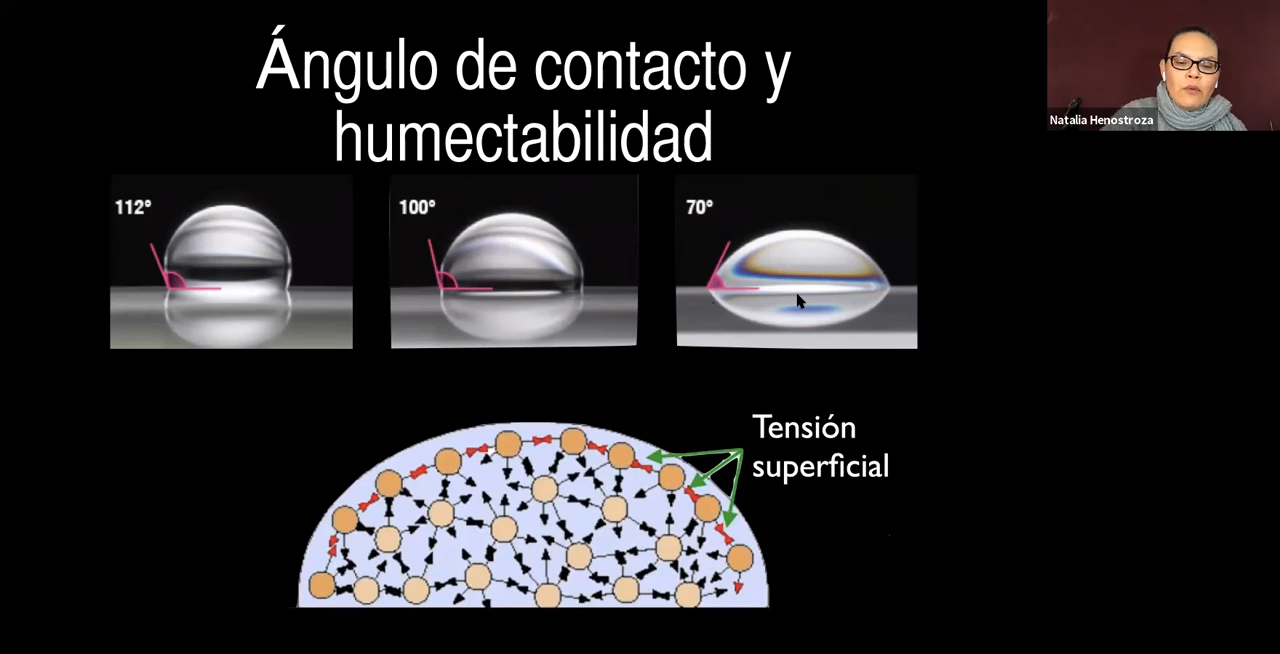 Ángulo de contacto y
humectabilidad
Natalia Henostroza
112°
100°
70°
Tensión
superficial